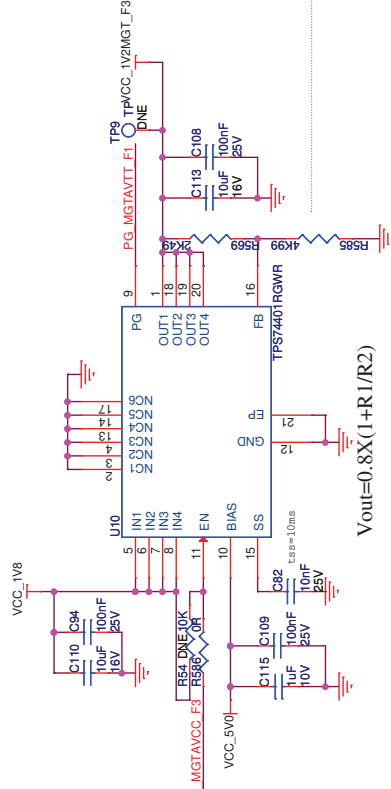 VCC_1V8
C94
100nF
25V
C110
10uF
16V
R54
DNE
10K
R586
0R
MGTAVCC_F3
VCC_5V0
C115
1uF
10V
C109
100nF
25V
C82
10nF
25V
tss=10ms
U10
5
6
7
8
11
10
15
IN1
IN2
IN3
IN4
EN
BIAS
SS
2
3
4
13
14
17
NC1
NC2
NC3
NC4
NC5
NC6
GND
EP
12
21
PG
OUT1
OUT2
OUT3
OUT4
FB
9
1
18
19
20
16
TPS74401RGWR
PG_MGTAVTT_F1
TP9
TP
DNE
VCC_1V2MGT_F3
C113
10uF
16V
C108
100nF
25V
2K49
R569
4K99
R585
Vout=0.8X(1+R1/R2)